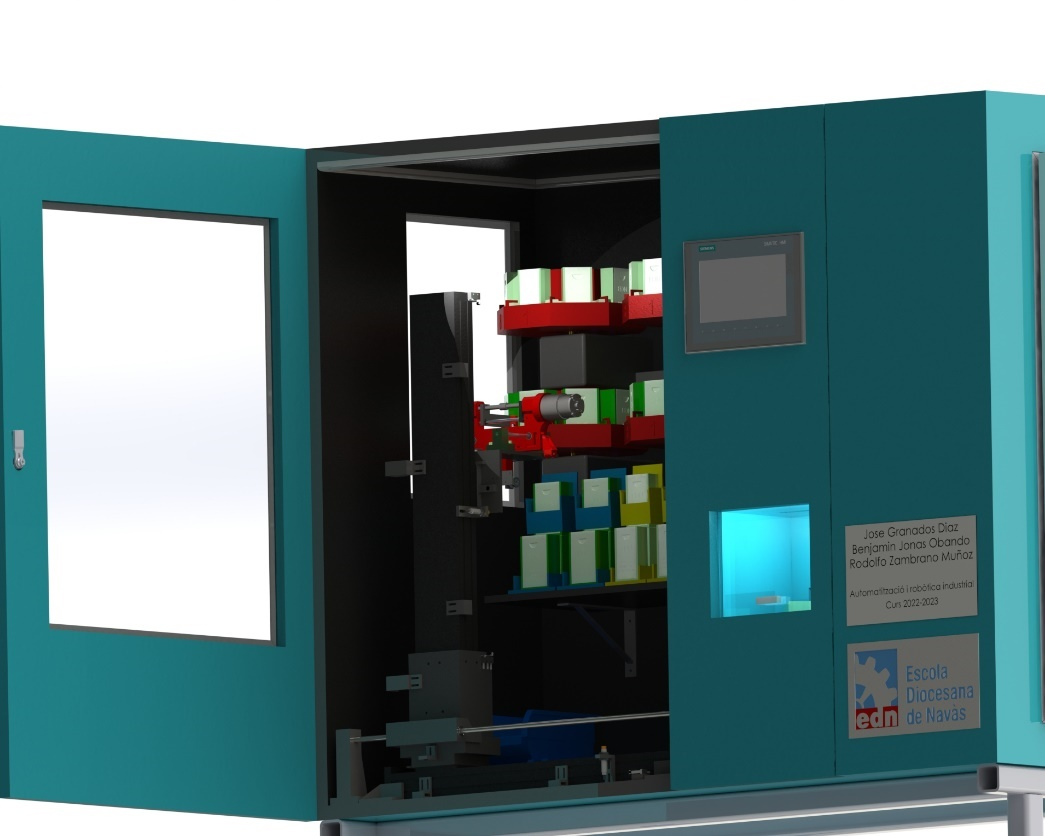 SIEMENS
Jose Granados Díaz
Benjamin Jonas Obando
Rodolfo Zambrano Muñoz
Automatització i robòtica industrial
Curs 2022-2023
Escola
Diocesana
de Navàs
edn